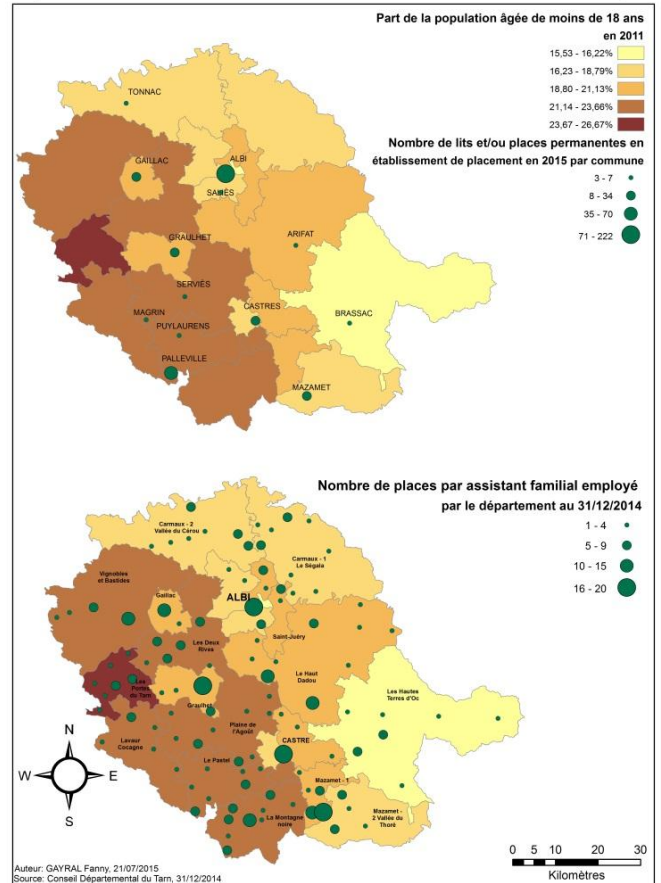 Part de la population âgée de moins de 18 ans
en 2011
15,53 - 16,22%
16,23 - 18,79%
18,80 - 21,13%
21,14 - 23,66%
23,67 - 26,67%
Nombre de lits et/ou places permanentes en
établissement de placement en 2015 par commune
3 - 7
8 - 34
35 - 70
71 - 222
TONNAC
GAILLAC
ALBI
SALIÈS
GRAULHET
ARIFAT
SERVIÈS
MAGRIN
CASTRES
BRASSAC
PUYLAURENS
PALLEVILLE
MAZAMET
Nombre de places par assistant familial employé
par le département au 31/12/2014
1 - 4
5 - 9
10 - 15
16 - 20
Carmaux - 2
Vallée du Cérou
Carmaux - 1
Le Ségala
Vignobles
et Bastides
Gaillac
ALBI
Saint-Juéry
Les Deux
Rives
Le Haut
Dadou
Les Portes
du Tarn
Les Hautes
Terres d'Oc
Graulhet
Plaine de
l'Agoût
Lavaur
Cocagne
CASTRE
Le Pastel
Mazamet - 1
Mazamet -
2 Vallée du
Thoré
La Montagne
noire
N
W
E
S
0 5 10 20 30
Kilomètres
Auteur: GAYRAL Fanny, 21/07/2015
Source: Conseil Départemental du Tarn, 31/12/2014